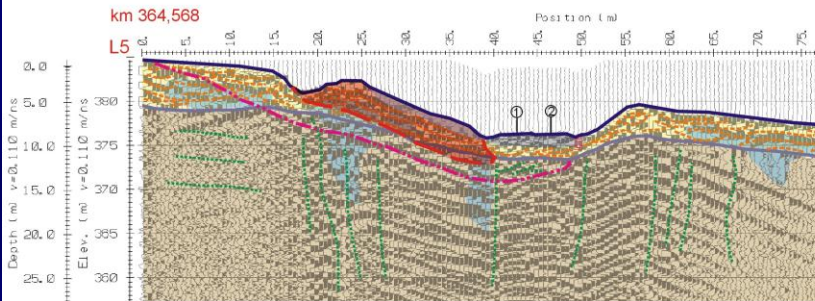 km 364,568
Position (m)
L5
0. 5. 10. 15. 20. 25. 30. 35. 40. 45. 50. 55. 60. 65. 70. 75.
0.0
5.0
10.0
15.0
20.0
25.0
Depth (m) v=0,110 m/ns
380
375
370
365
360
Elev. (m) v=0,110 m/ns
1 2